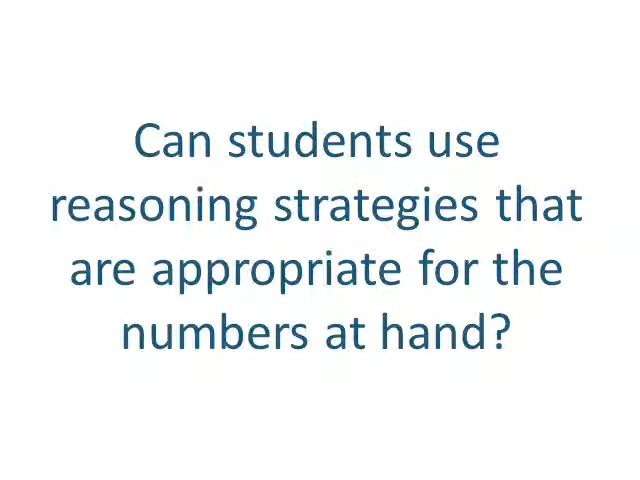 Can students use
reasoning strategies that
are appropriate for the
numbers at hand?